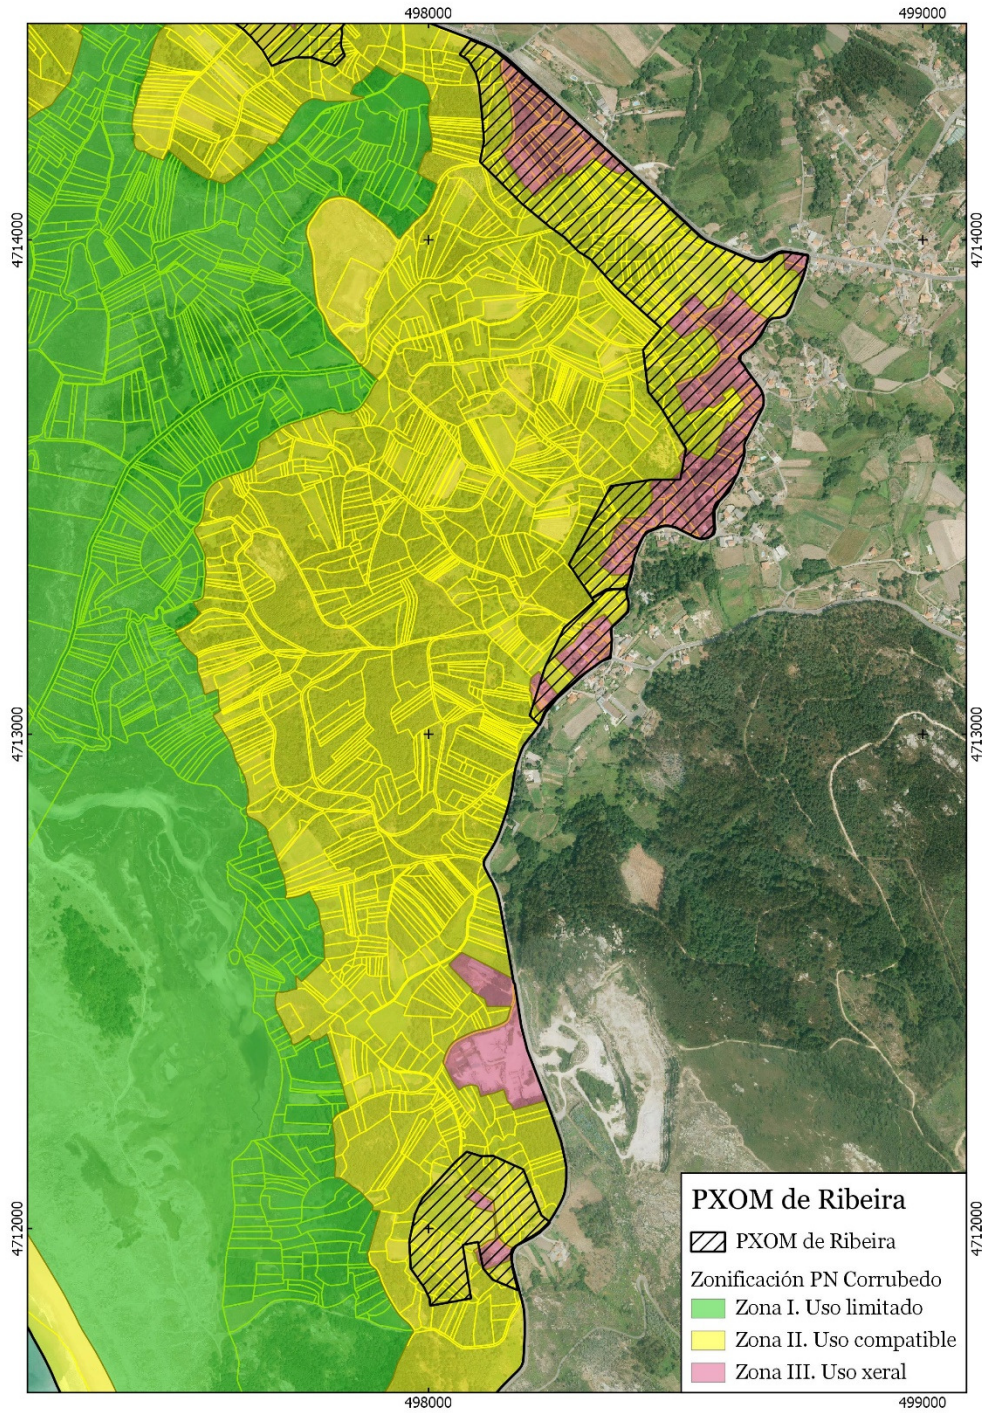 498000
499000
4714000
4714000
4713000
4713000
4712000
4712000
PXOM de Ribeira
PXOM de Ribeira
Zonificación PN Corrubedo
Zona I. Uso limitado
Zona II. Uso compatible
Zona III. Uso xeral
498000
499000